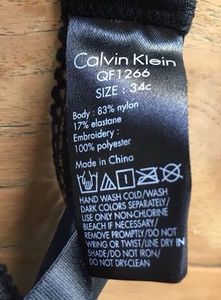 Calvin Klein
QF1266
SIZE : 34c
Body : 83% nylon
17% elastane
Embroidery :
100% polyester
Made in China
HAND WASH COLD/WASH
DARK COLORS SEPARATELY/
USE ONLY NON-CHLORINE
BLEACH IF NECESSARY/
REMOVE PROMPTLY/DO NOT
WRING OR TWIST/LINE DRY IN
SHADE/DO NOT IRON/
DO NOT DRY-CLEAN